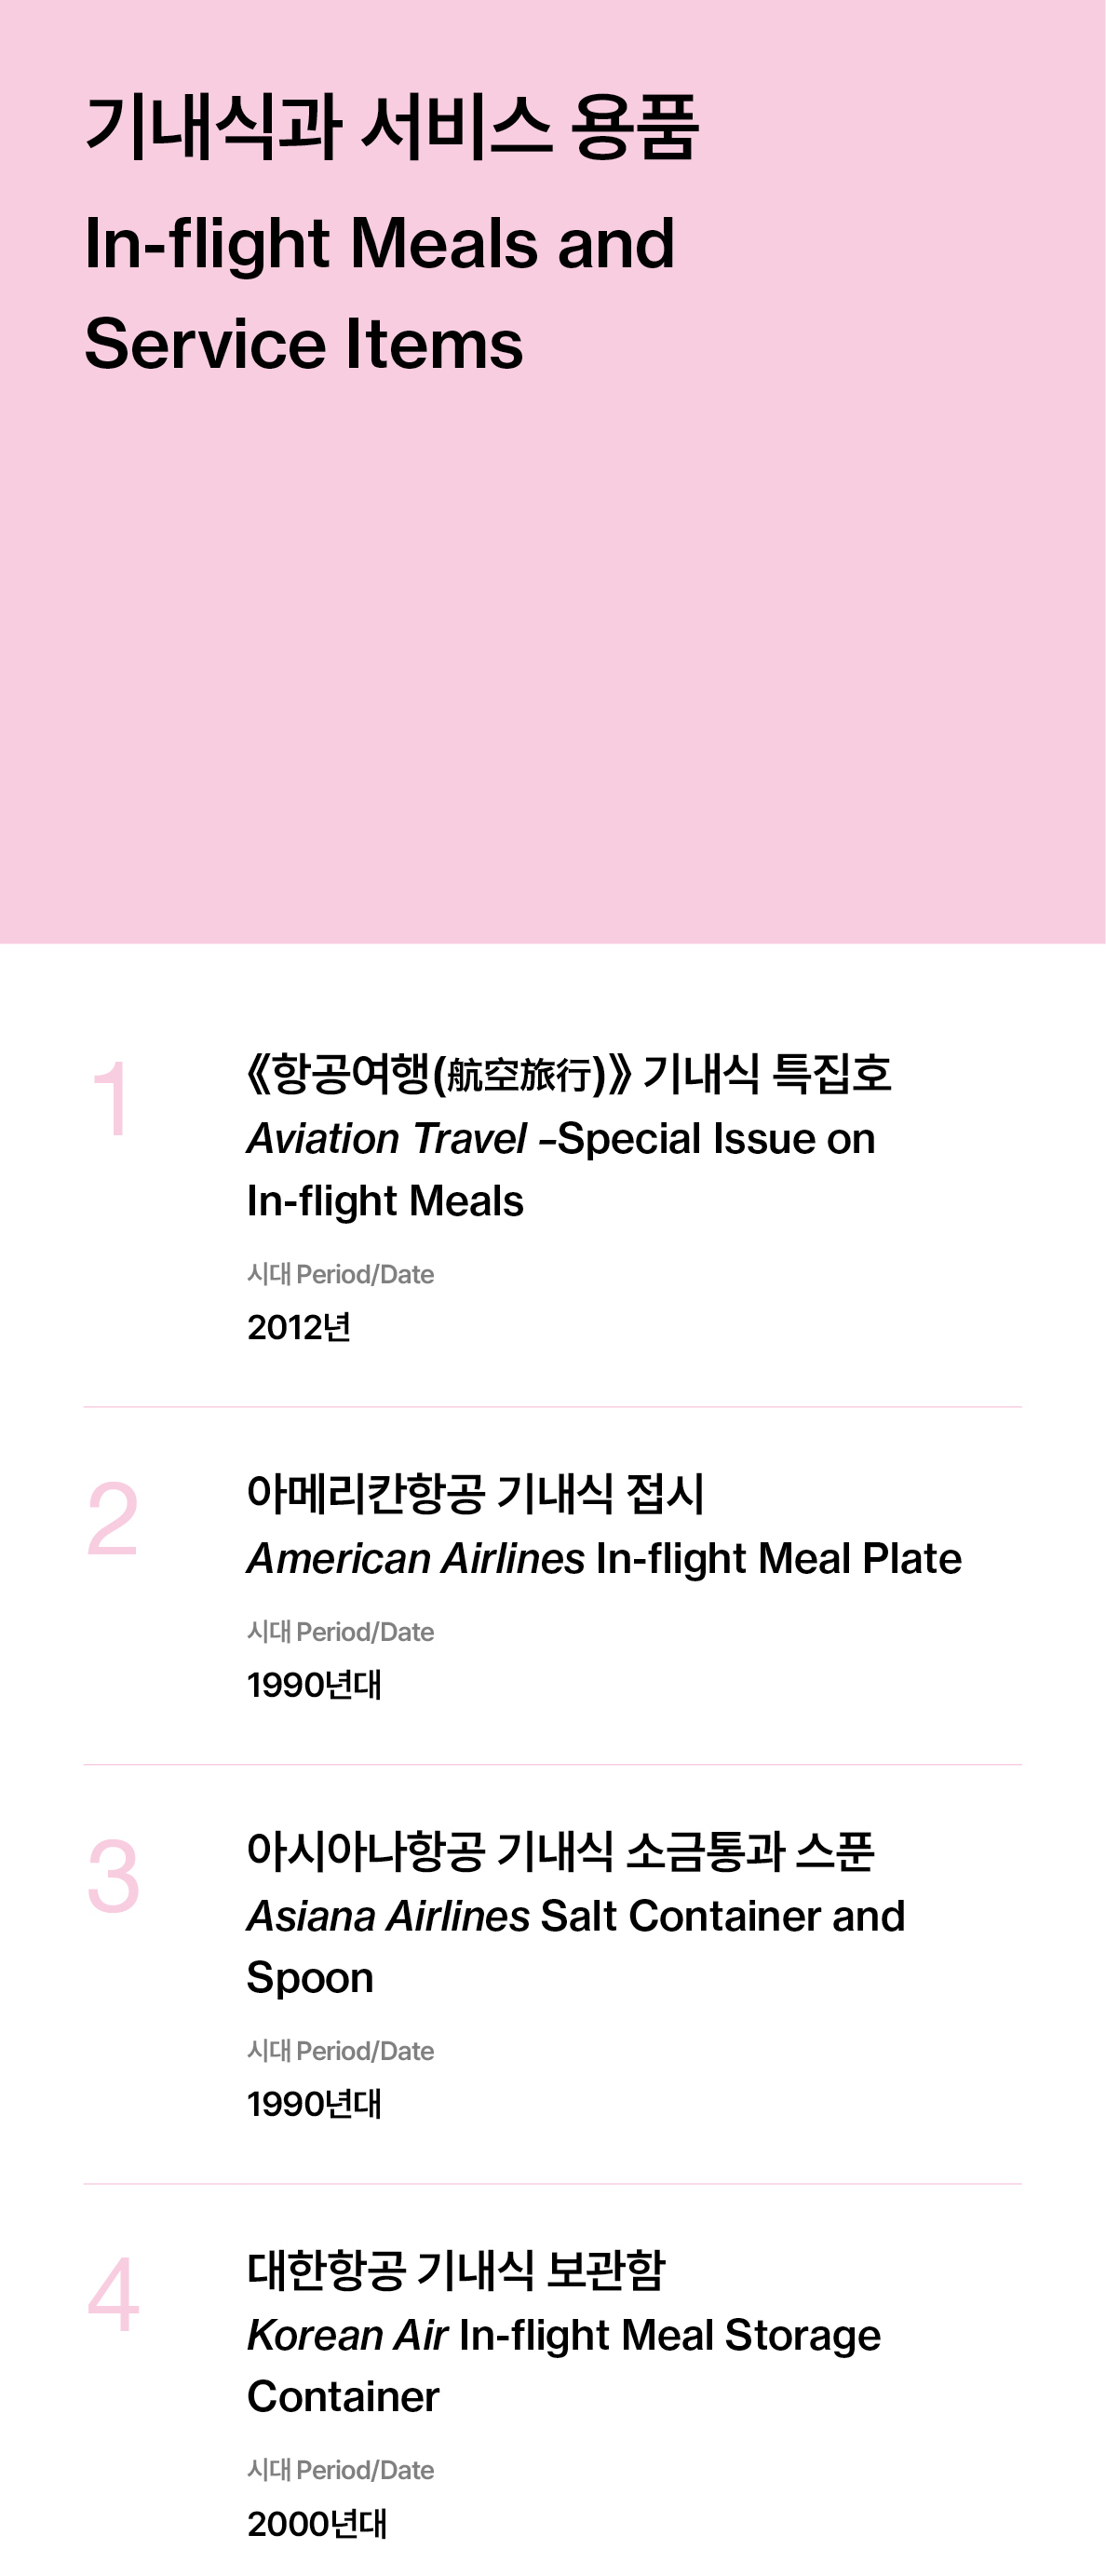 기내식과 서비스 용품
In-flight Meals and
Service Items
1
《항공여행(航空旅行)》 기내식 특집호
Aviation Travel –Special Issue on
In-flight Meals
시대 Period/Date
2012년
2
아메리칸항공 기내식 접시
American Airlines In-flight Meal Plate
시대 Period/Date
1990년대
3
아시아나항공 기내식 소금통과 스푼
Asiana Airlines Salt Container and
Spoon
시대 Period/Date
1990년대
4
대한항공 기내식 보관함
Korean Air In-flight Meal Storage
Container
시대 Period/Date
2000년대